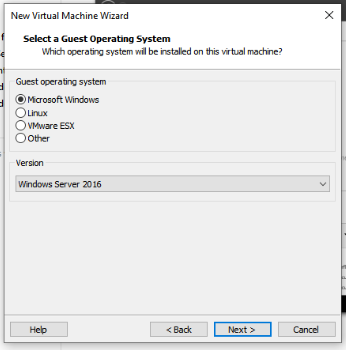 New Virtual Machine Wizard
Select a Guest Operating System
Which operating system will be installed on this virtual machine?
Guest operating system
Microsoft Windows
Linux
VMware ESX
Other
Version
Windows Server 2016
Help
< Back
Next >
Cancel